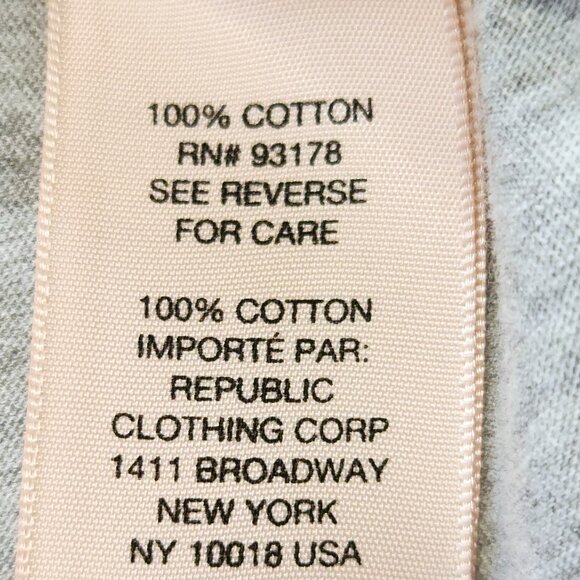 100% COTTON
RN# 93178
SEE REVERSE
FOR CARE
100% COTTON
IMPORTÉ PAR:
REPUBLIC
CLOTHING CORP
1411 BROADWAY
NEW YORK
NY 10018 USA